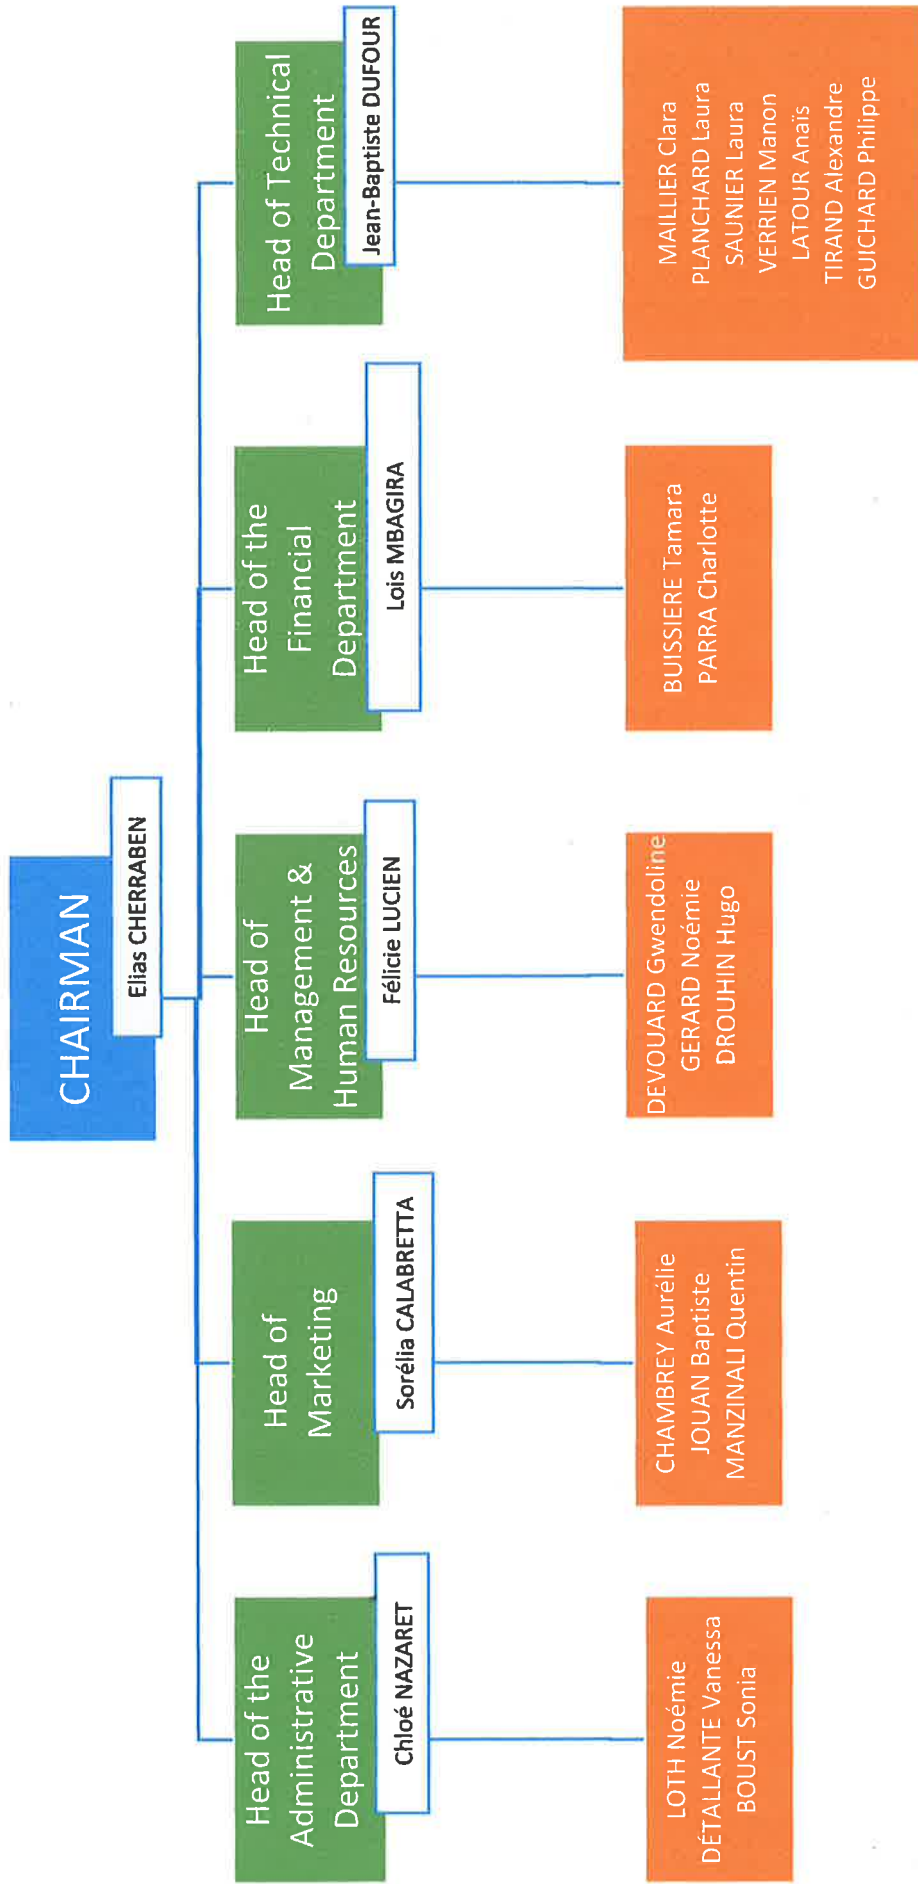 CHAIRMAN
Elias CHERRABEN
Head of the
Administrative
Department
Chloé NAZARET
Head of
Marketing
Sorélia CALABRETTA
Head of
Management &
Human Resources
Félicie LUCIEN
Head of the
Financial
Department
Lois MBAGIRA
Head of Technical
Department
Jean-Baptiste DUFOUR
LOTH Noémie
DÉTALLANTE Vanessa
BOUST Sonia
CHAMBREY Aurélie
JOUAN Baptiste
MANZINALI Quentin
DEVOUARD Gwendoline
GERARD Noémie
DROUHIN Hugo
BUISSIERE Tamara
PARRA Charlotte
MAILLIER Clara
PLANCHARD Laura
SAUNIER Laura
VERRIEN Manon
LATOUR Anaïs
TIRAND Alexandre
GUICHARD Philippe